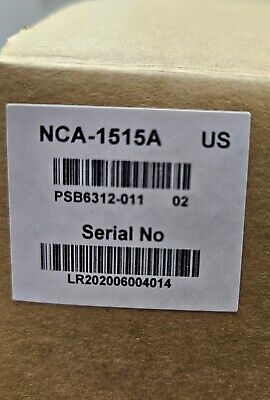 NCA-1515A US
PSB6312-011 02
Serial No
LR202006004014